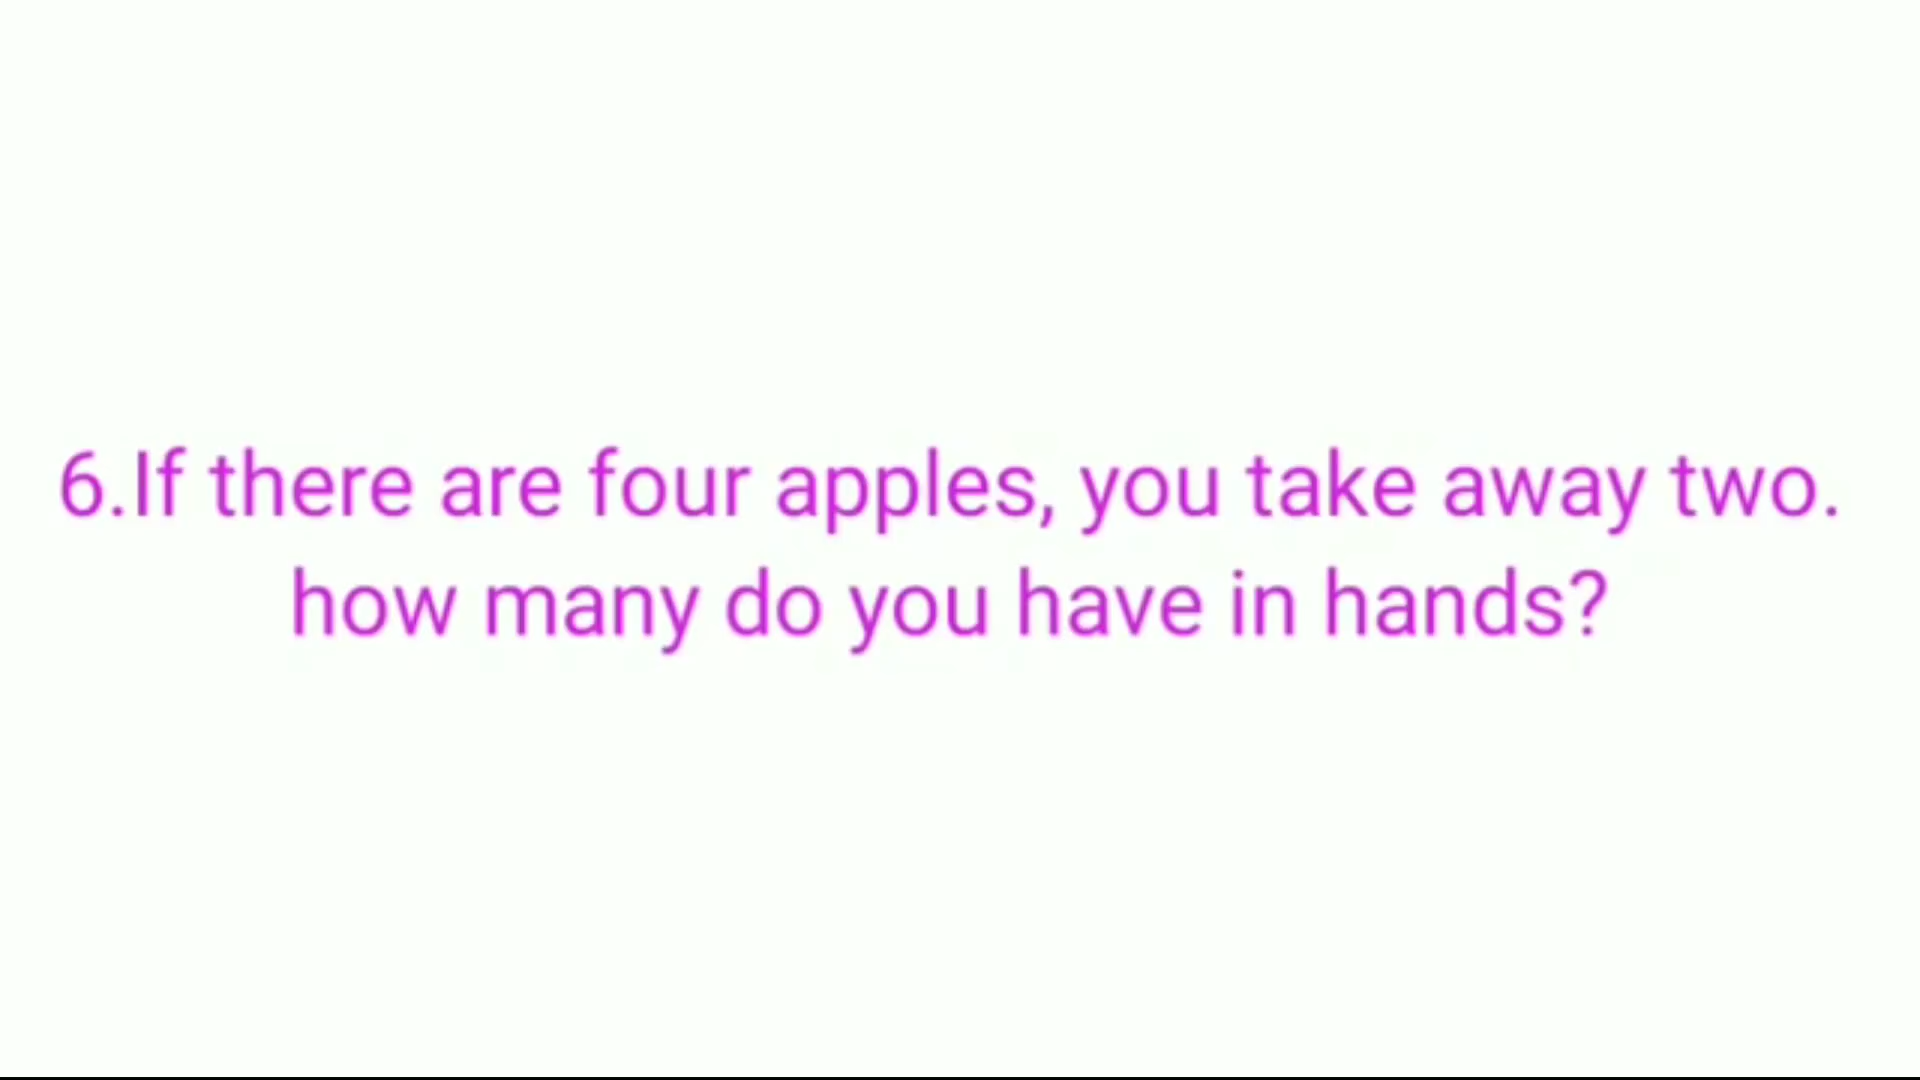 6.If there are four apples, you take away two.
how many do you have in hands?